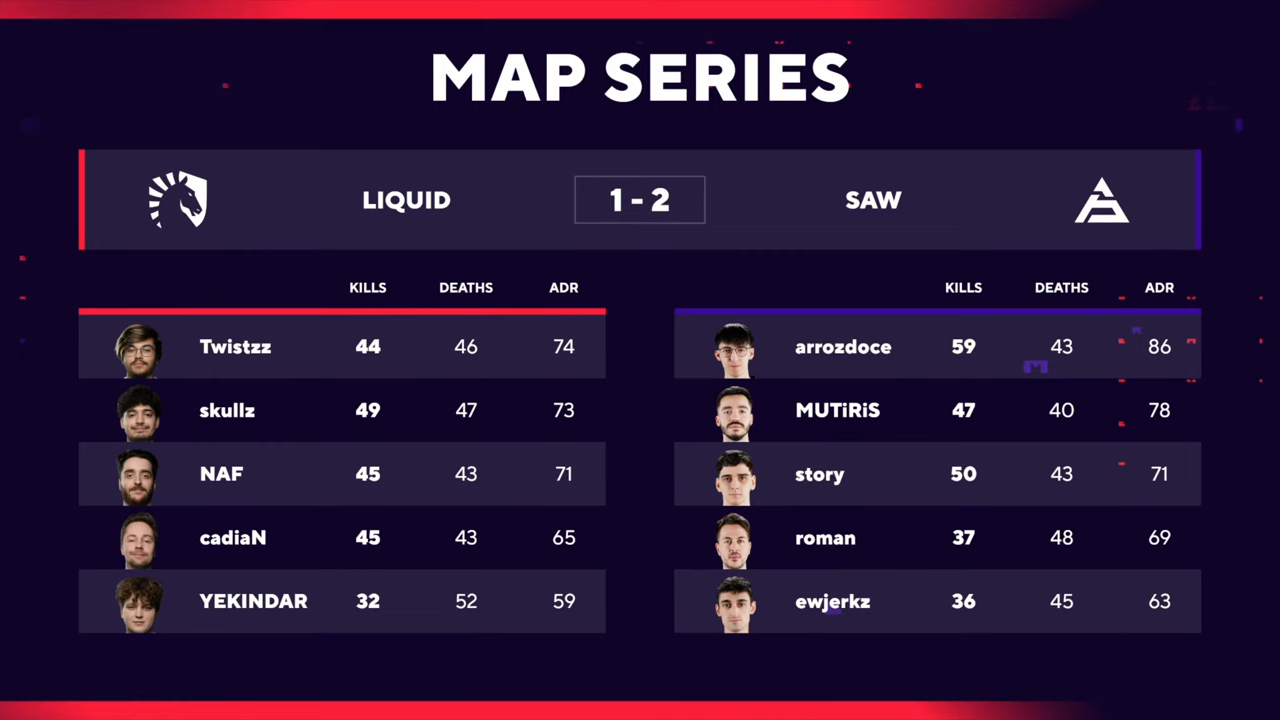 MAP SERIES
LIQUID 1 - 2 SAW
KILLS DEATHS ADR
Twistzz 44 46 74
skullz 49 47 73
NAF 45 43 71
cadiaN 45 43 65
YEKINDAR 32 52 59
KILLS DEATHS ADR
arrozdoce 59 43 86
MUTiRiS 47 40 78
story 50 43 71
roman 37 48 69
ewjerkz 36 45 63